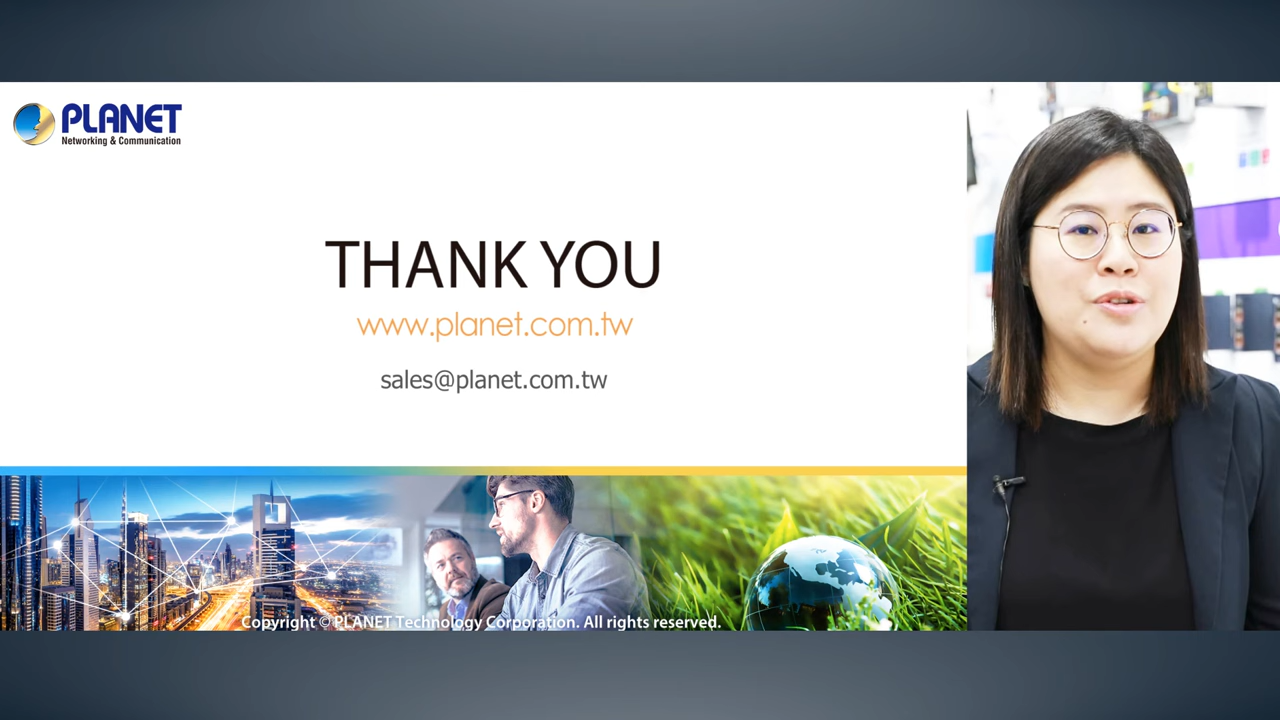 PLANET
Networking & Communication
THANK YOU
www.planet.com.tw
sales@planet.com.tw
Copyright © PLANET Technology Corporation. All rights reserved.